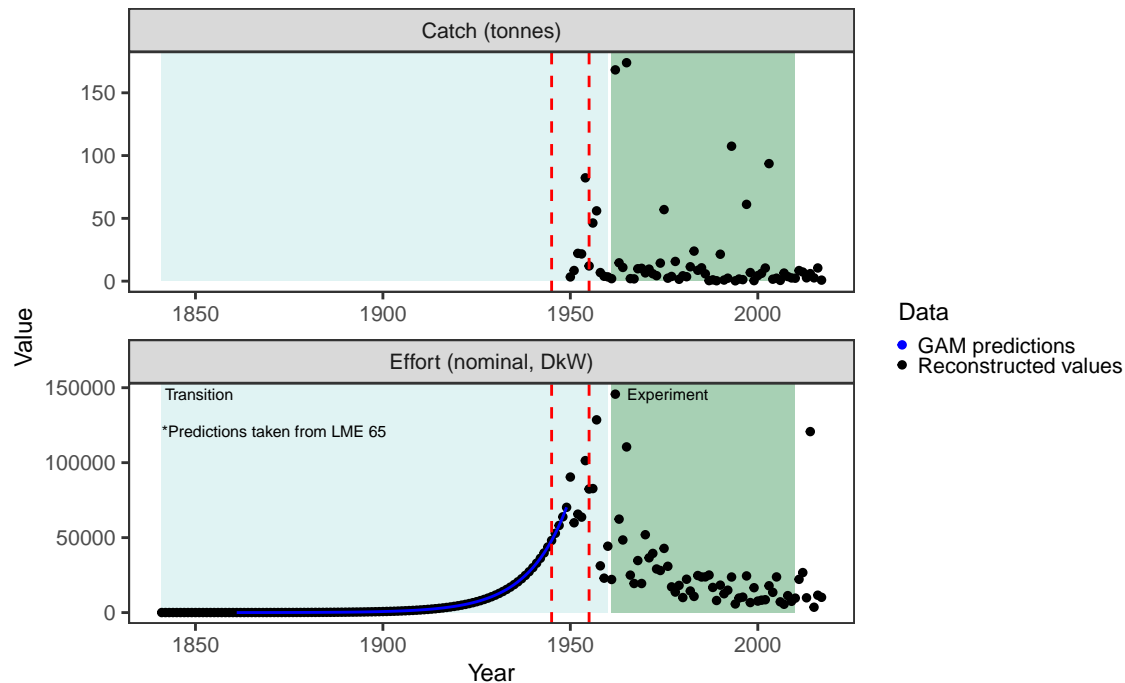 Catch (tonnes)
150
100
50
0
1850
1900
1950
2000
Value
Effort (nominal, DkW)
150000
100000
50000
0
Transition
*Predictions taken from LME 65
Experiment
1850
1900
1950
2000
Year
Data
GAM predictions
Reconstructed values